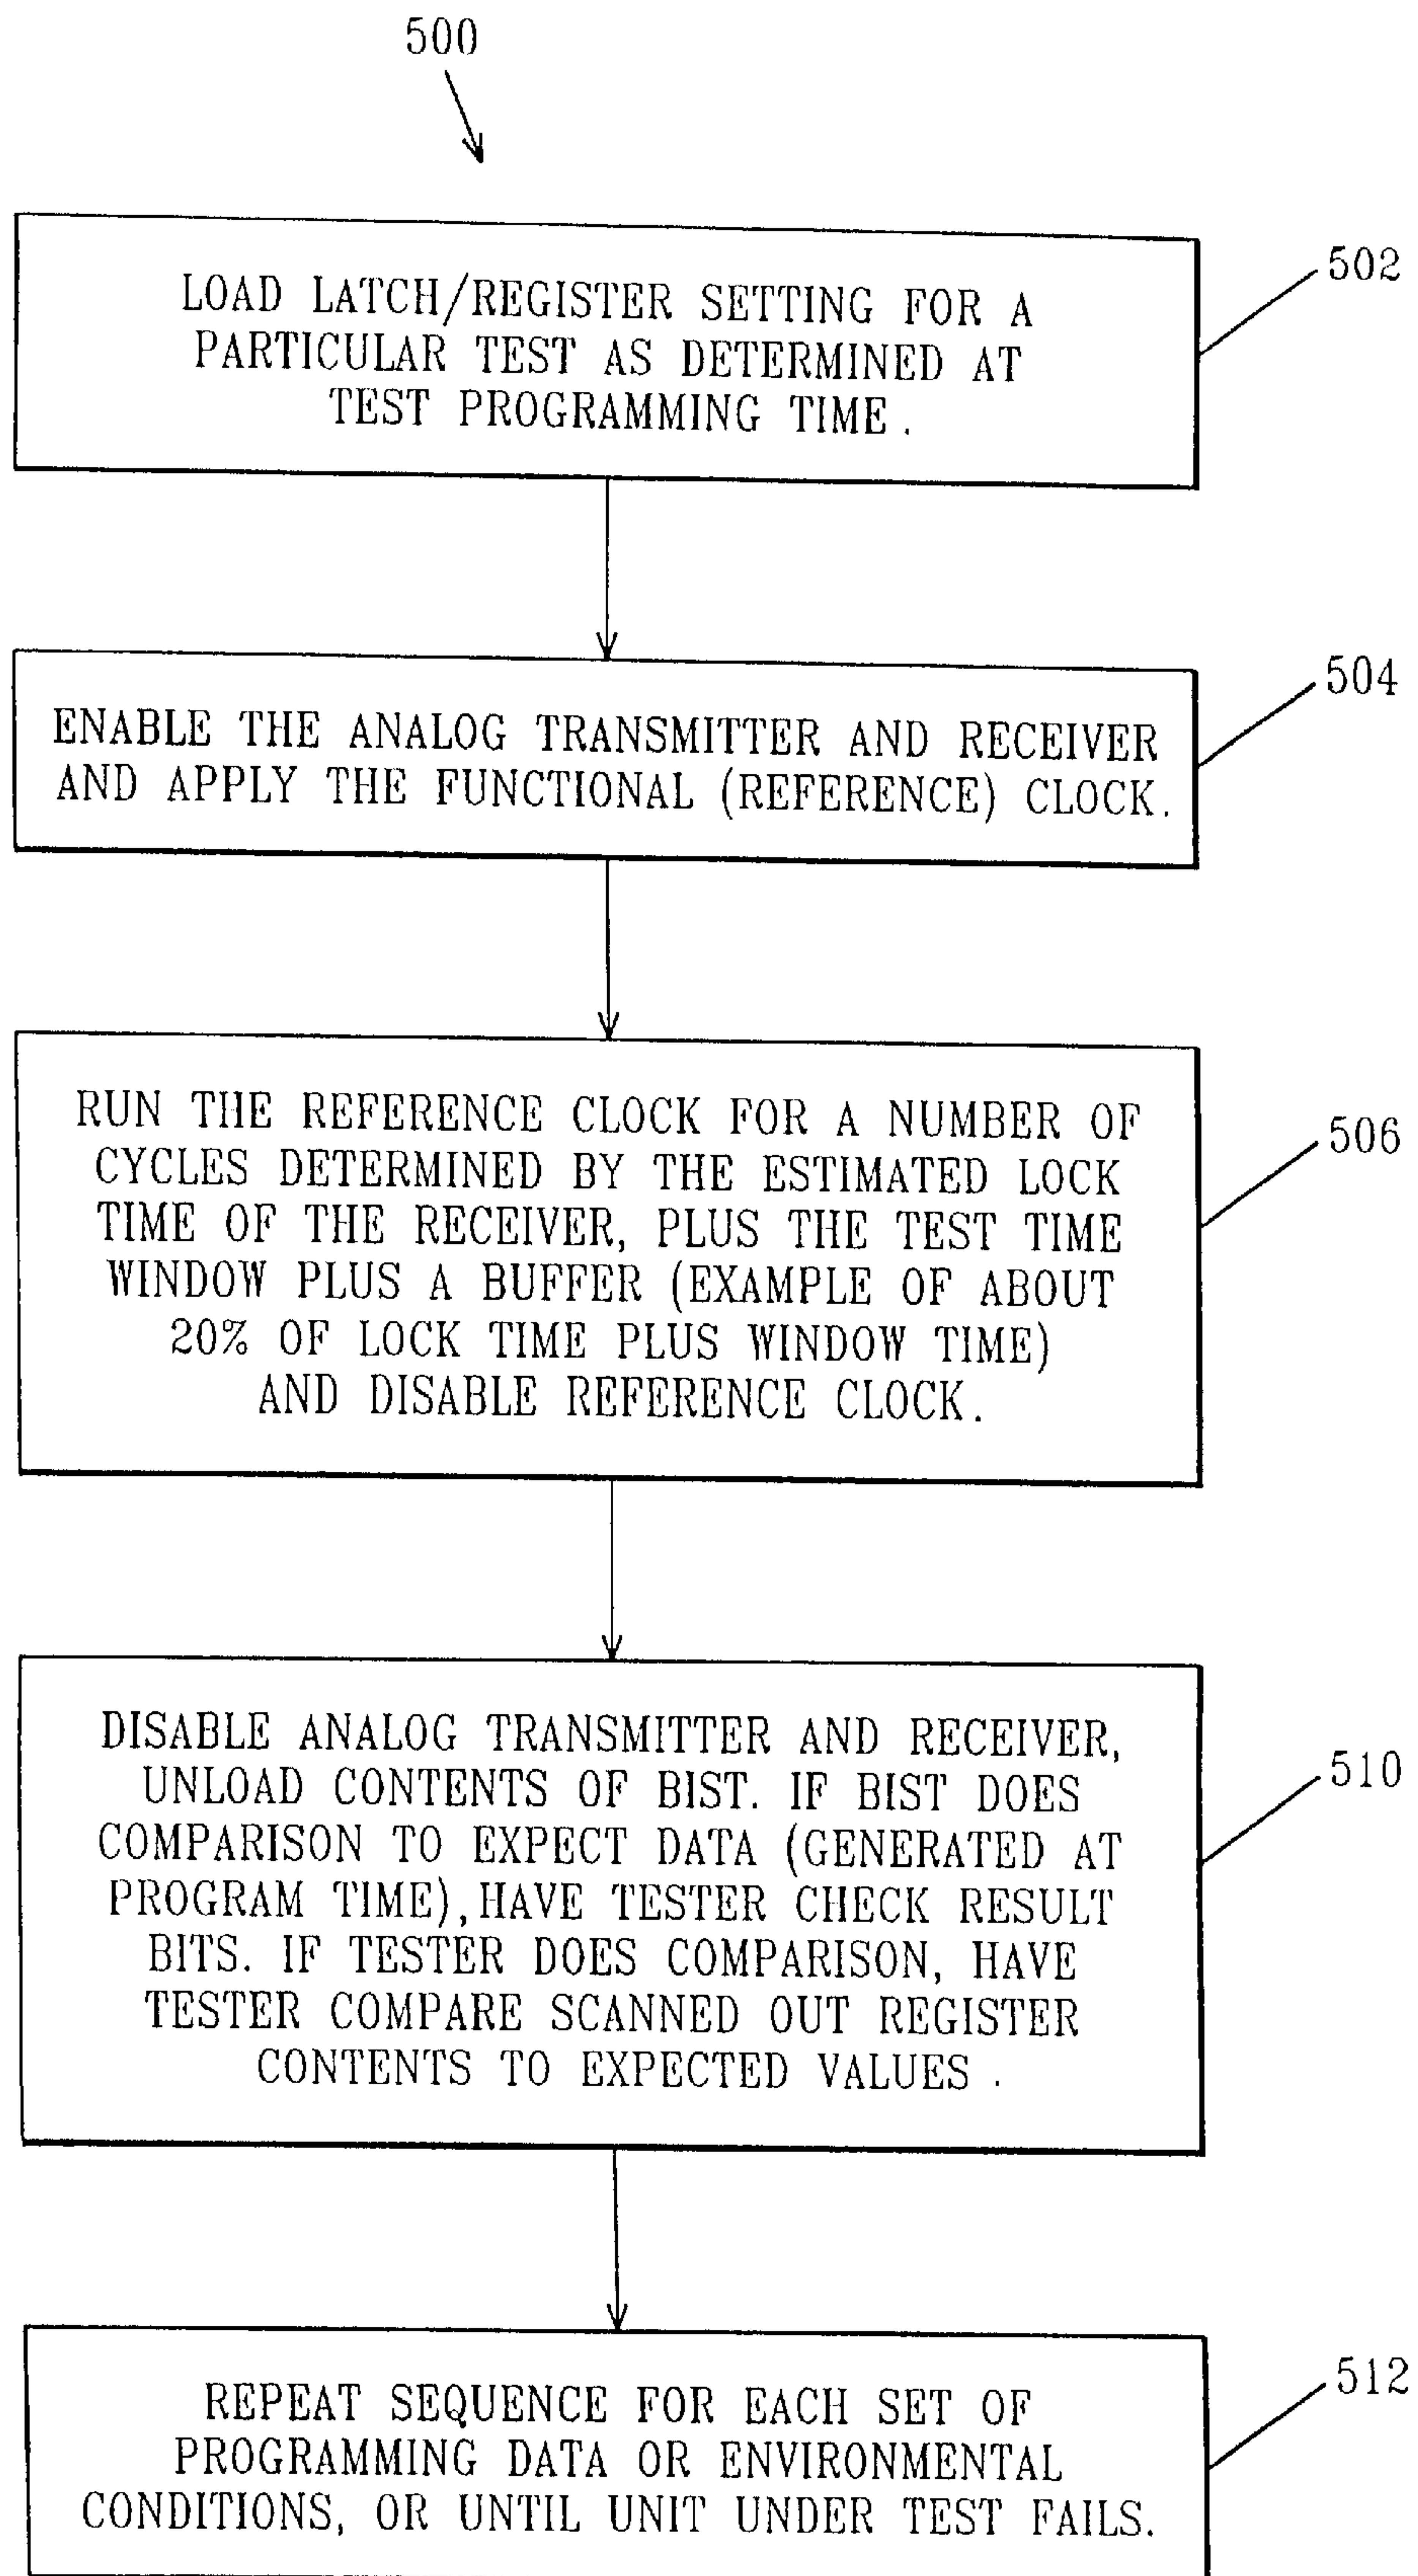 500
LOAD LATCH/REGISTER SETTING FOR A
PARTICULAR TEST AS DETERMINED AT
TEST PROGRAMMING TIME .
502
ENABLE THE ANALOG TRANSMITTER AND RECEIVER
AND APPLY THE FUNCTIONAL (REFERENCE) CLOCK.
504
RUN THE REFERENCE CLOCK FOR A NUMBER OF
CYCLES DETERMINED BY THE ESTIMATED LOCK
TIME OF THE RECEIVER, PLUS THE TEST TIME
WINDOW PLUS A BUFFER (EXAMPLE OF ABOUT
20% OF LOCK TIME PLUS WINDOW TIME)
AND DISABLE REFERENCE CLOCK.
506
DISABLE ANALOG TRANSMITTER AND RECEIVER,
UNLOAD CONTENTS OF BIST. IF BIST DOES
COMPARISON TO EXPECT DATA (GENERATED AT
PROGRAM TIME), HAVE TESTER CHECK RESULT
BITS. IF TESTER DOES COMPARISON, HAVE
TESTER COMPARE SCANNED OUT REGISTER
CONTENTS TO EXPECTED VALUES .
510
REPEAT SEQUENCE FOR EACH SET OF
PROGRAMMING DATA OR ENVIRONMENTAL
CONDITIONS, OR UNTIL UNIT UNDER TEST FAILS.
512